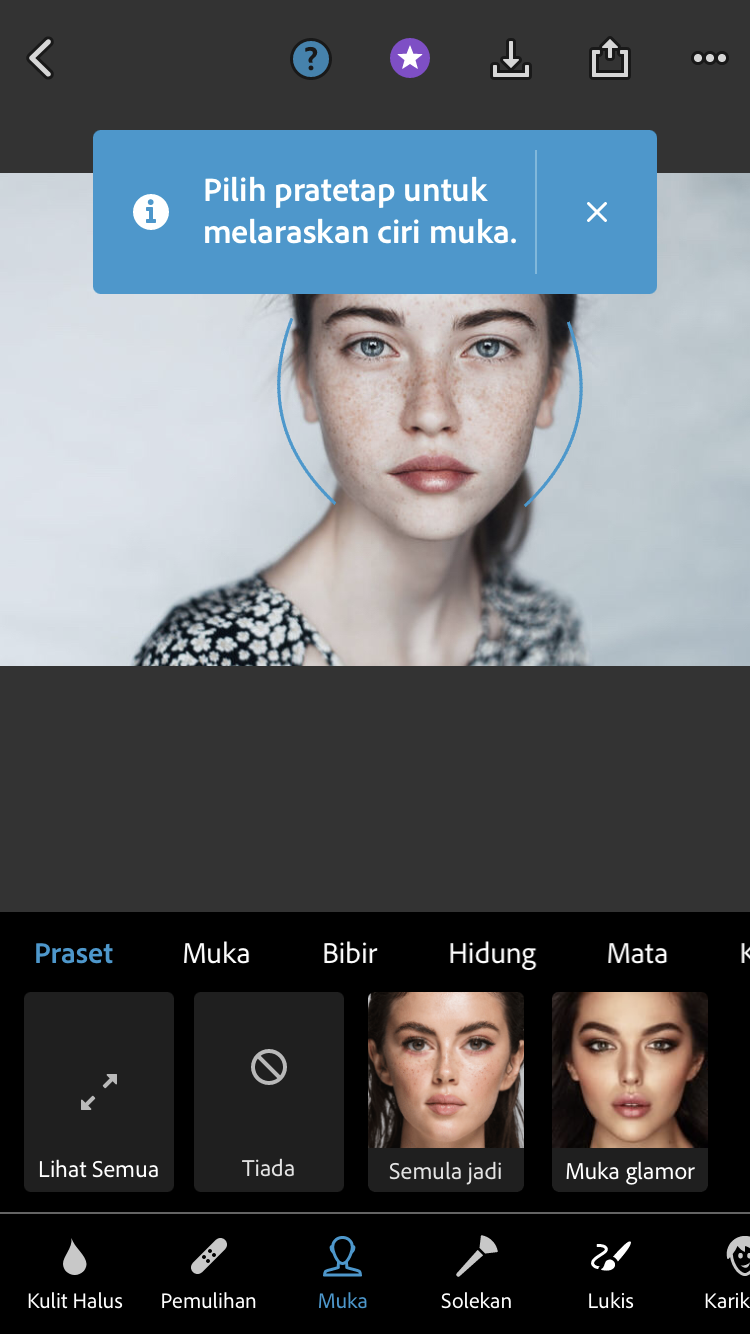 Pilih pratetap untuk
melaraskan ciri muka.
Praset Muka Bibir Hidung Mata K
Lihat Semua
Tiada
Semula jadi
Muka glamor
Kulit Halus Pemulihan Muka Solekan Lukis Karik